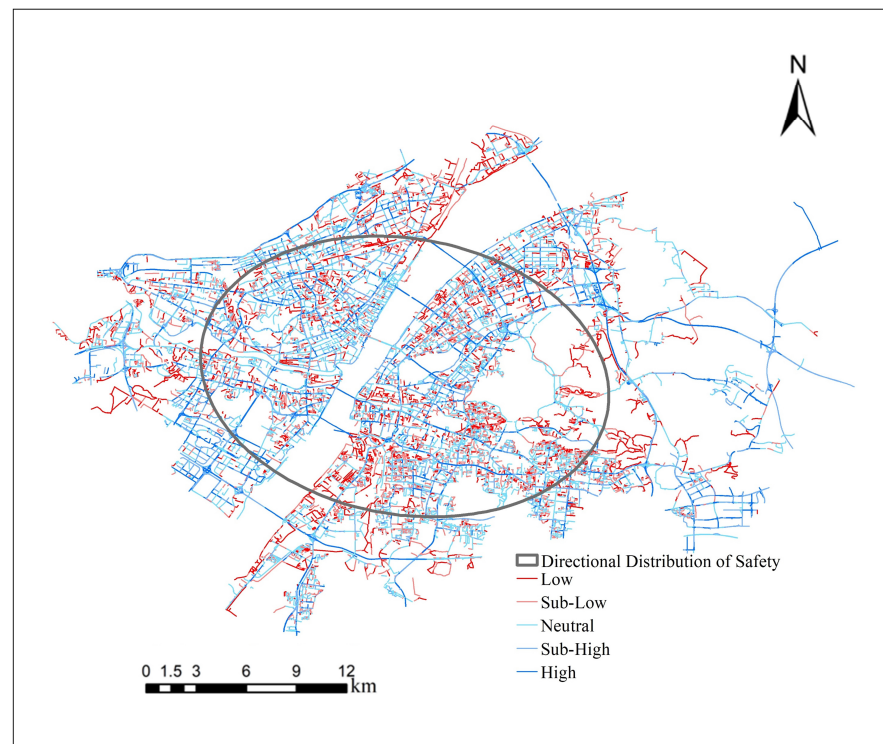 N
Directional Distribution of Safety
Low
Sub-Low
Neutral
Sub-High
High
0 1.5 3 6 9 12
km